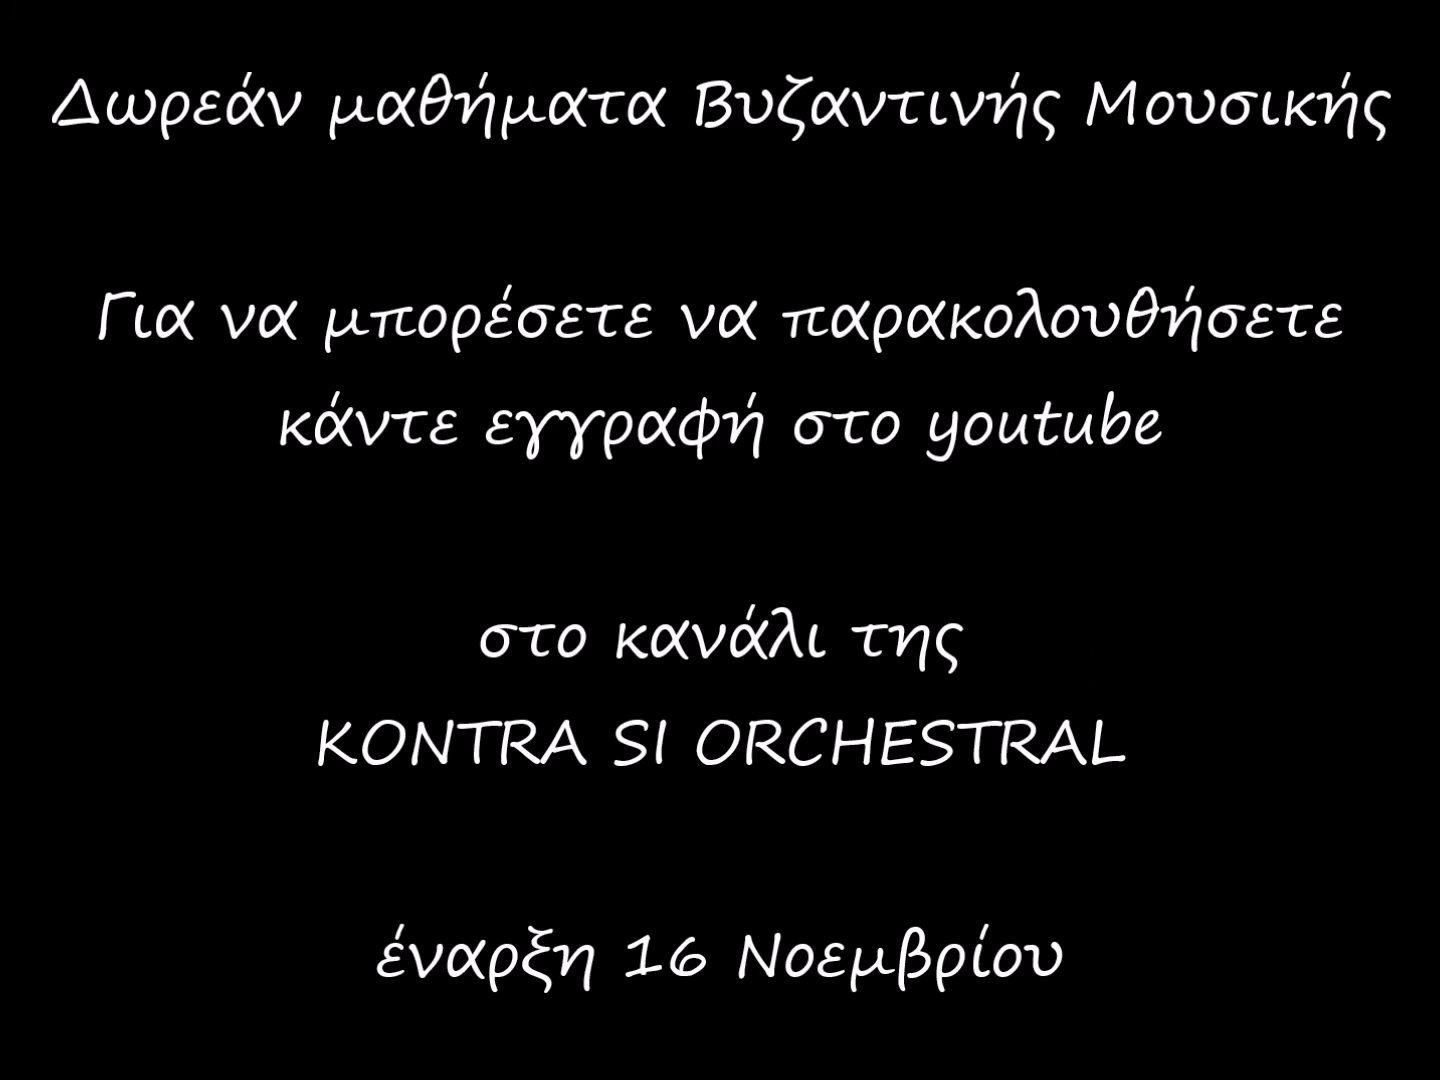 Δωρεάν μαθήματα Βυζαντινής Μουσικής
Για να μπορέσετε να παρακολουθήσετε
κάντε εγγραφή στο youtube
στο κανάλι της
KONTRA SI ORCHESTRAL
έναρξη 16 Νοεμβρίου